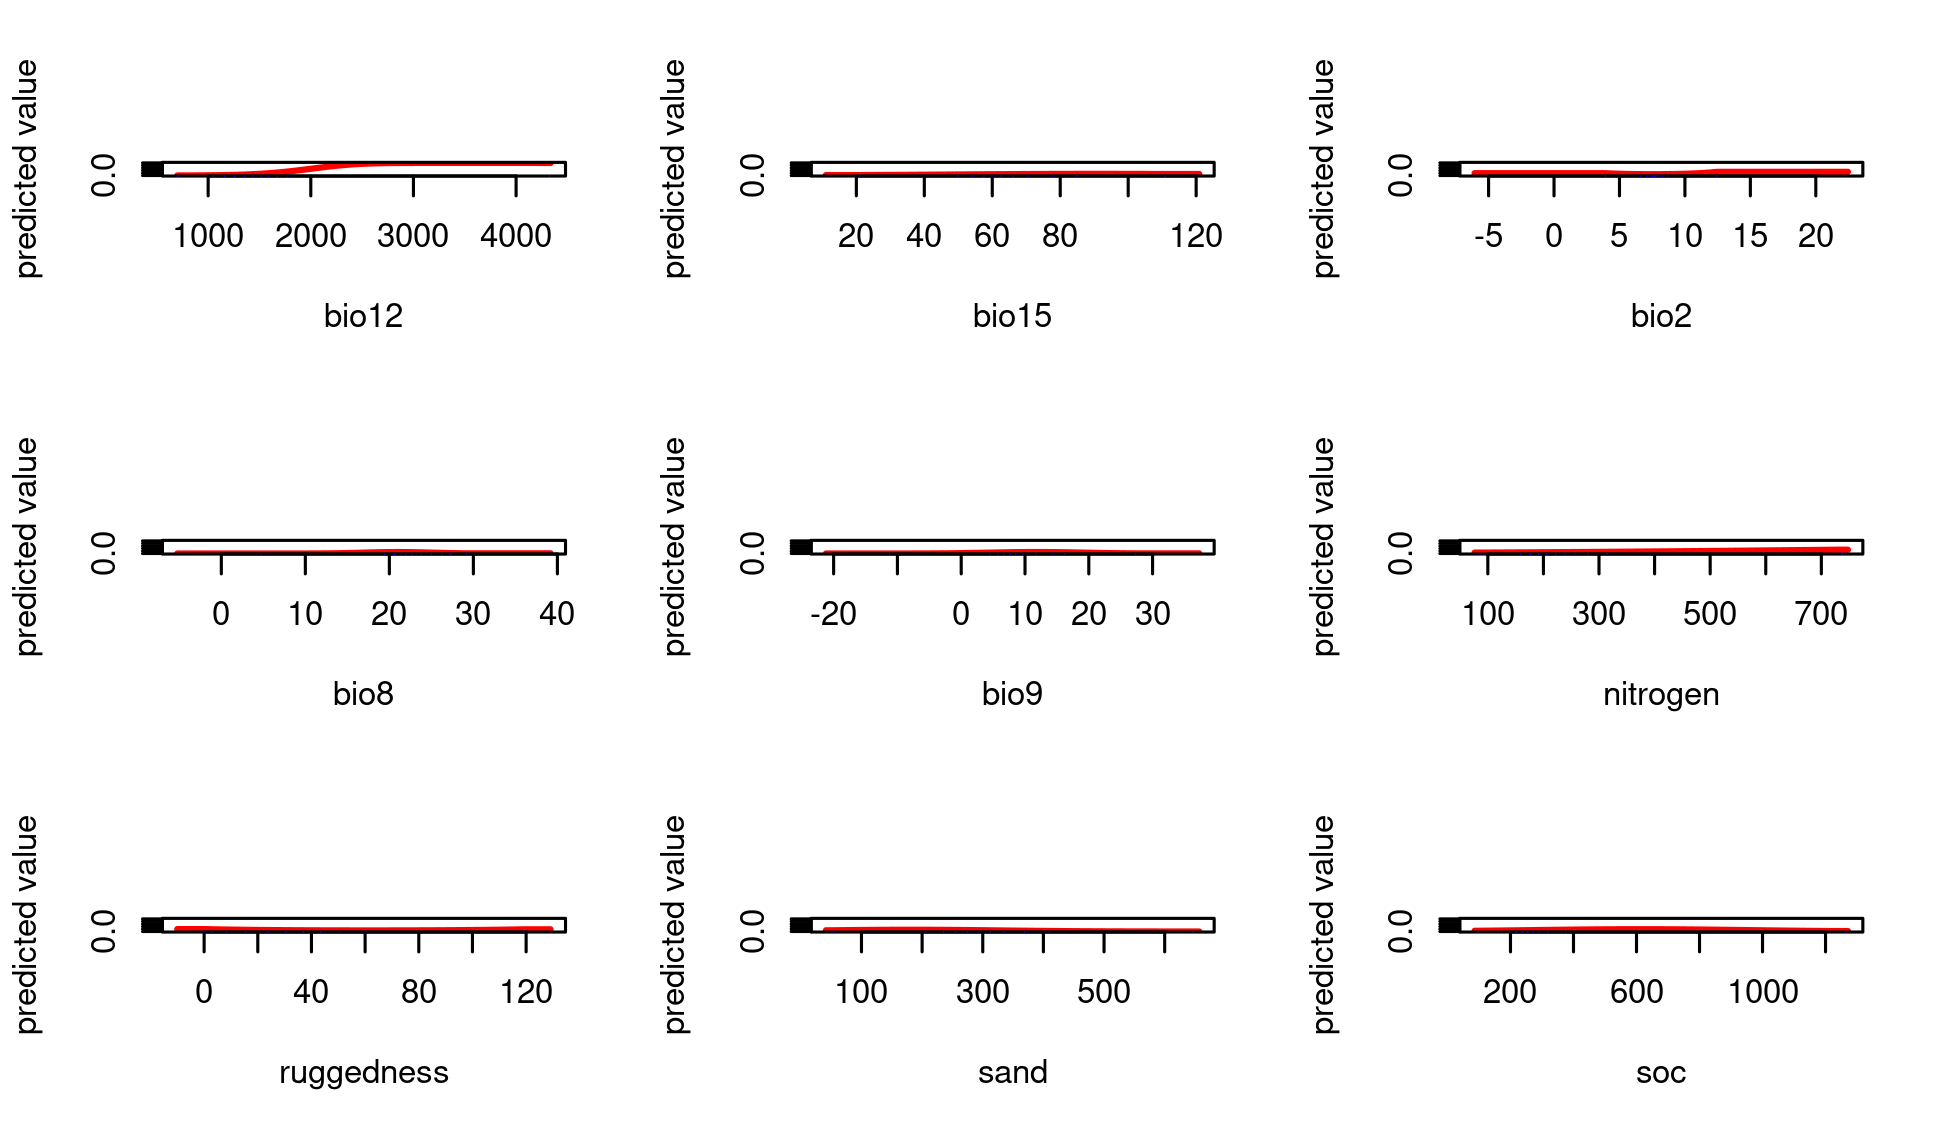 predicted value
0.0
1000 2000 3000 4000
bio12
predicted value
0.0
20 40 60 80 120
bio15
predicted value
0.0
-5 0 5 10 15 20
bio2
predicted value
0.0
0 10 20 30 40
bio8
predicted value
0.0
-20 0 10 20 30
bio9
predicted value
0.0
100 300 500 700
nitrogen
predicted value
0.0
0 40 80 120
ruggedness
predicted value
0.0
100 300 500
sand
predicted value
0.0
200 600 1000
soc